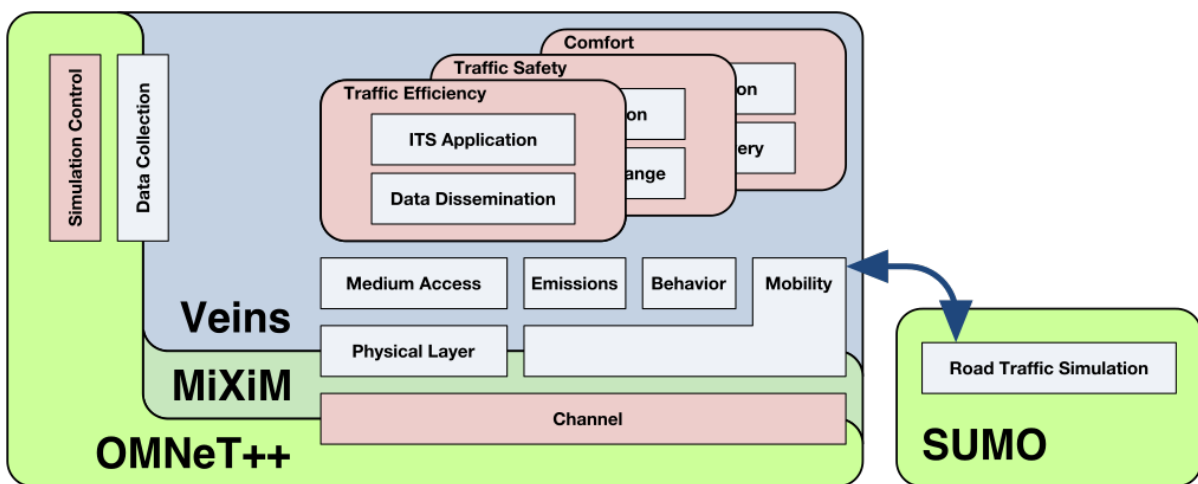 Comfort
Traffic Safety
Traffic Efficiency
Simulation Control
Data Collection
ITS Application
Data Dissemination
on
ange
on
ery
Medium Access
Emissions
Behavior
Mobility
Veins
Physical Layer
MiXiM
Channel
OMNeT++
Road Traffic Simulation
SUMO